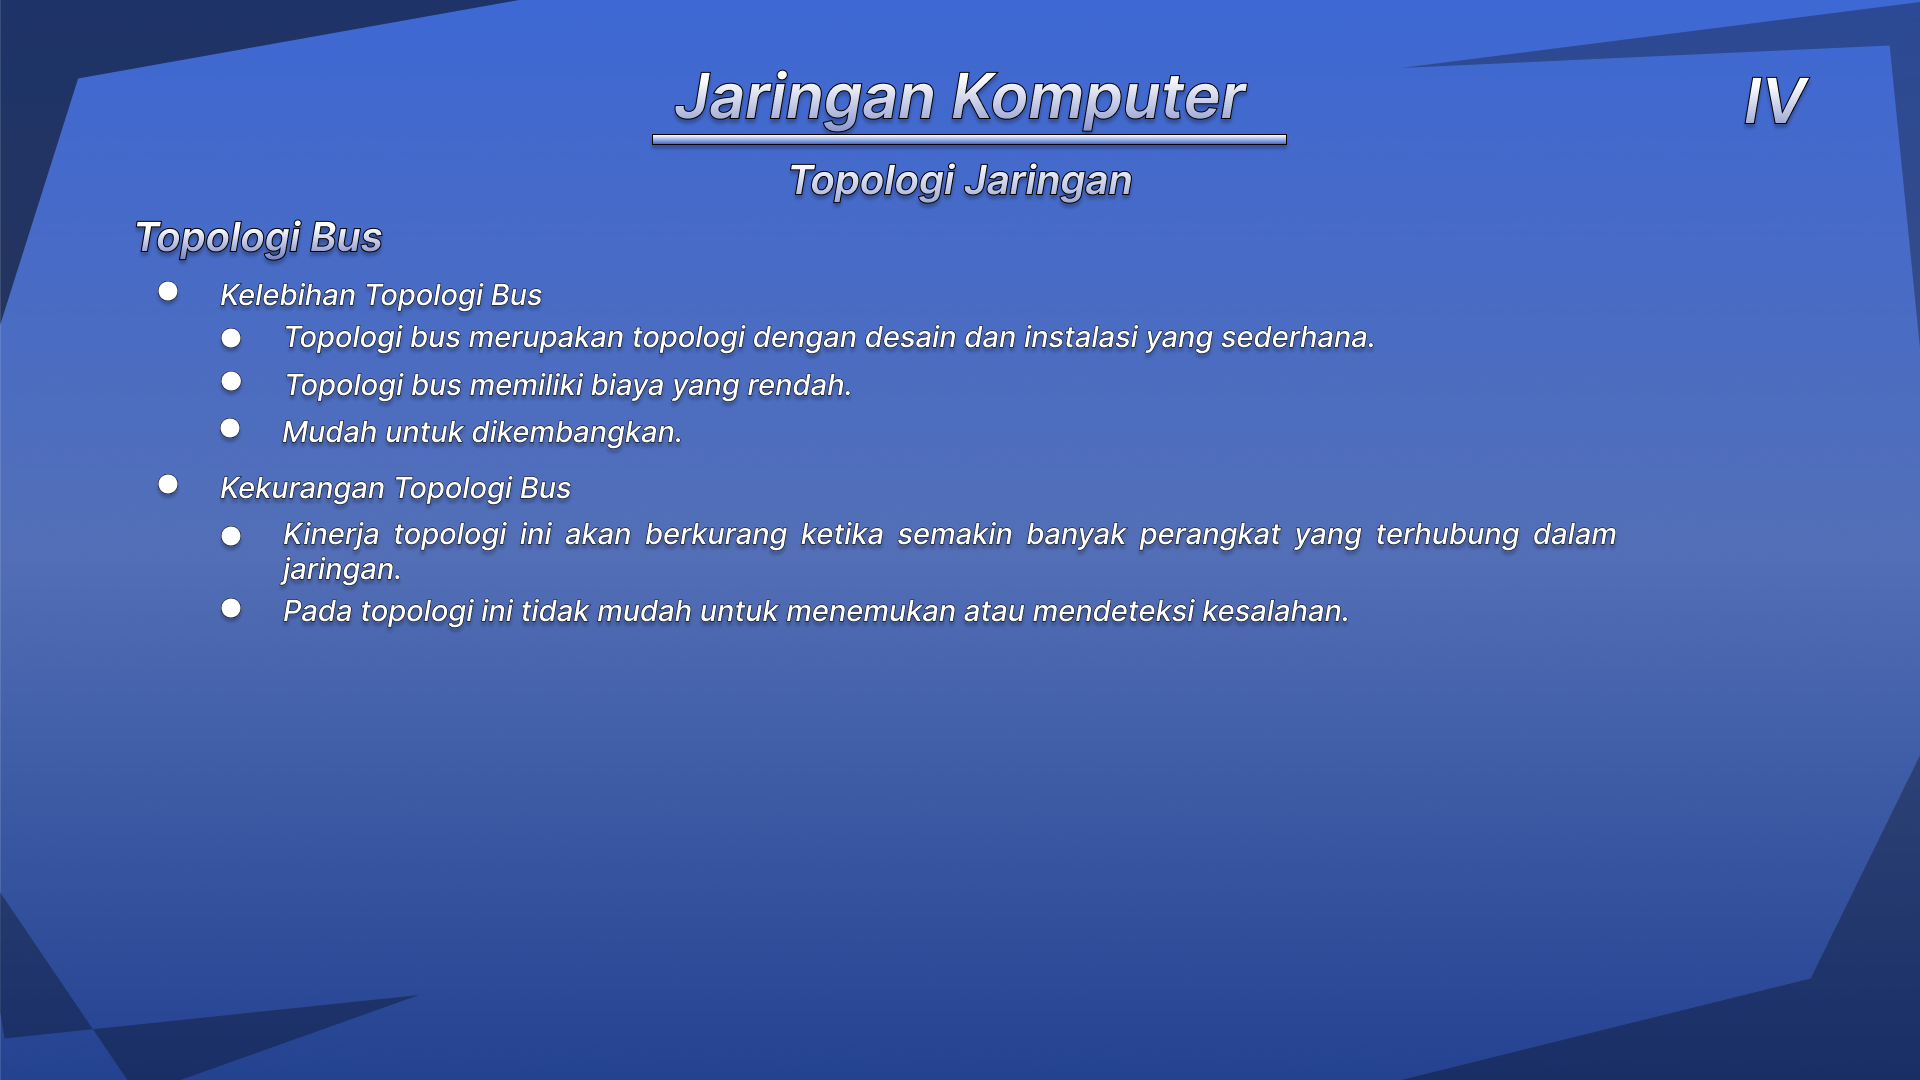 Jaringan Komputer
IV
Topologi Jaringan
Topologi Bus
Kelebihan Topologi Bus
Topologi bus merupakan topologi dengan desain dan instalasi yang sederhana.
Topologi bus memiliki biaya yang rendah.
Mudah untuk dikembangkan.
Kekurangan Topologi Bus
Kinerja topologi ini akan berkurang ketika semakin banyak perangkat yang terhubung dalam
jaringan.
Pada topologi ini tidak mudah untuk menemukan atau mendeteksi kesalahan.